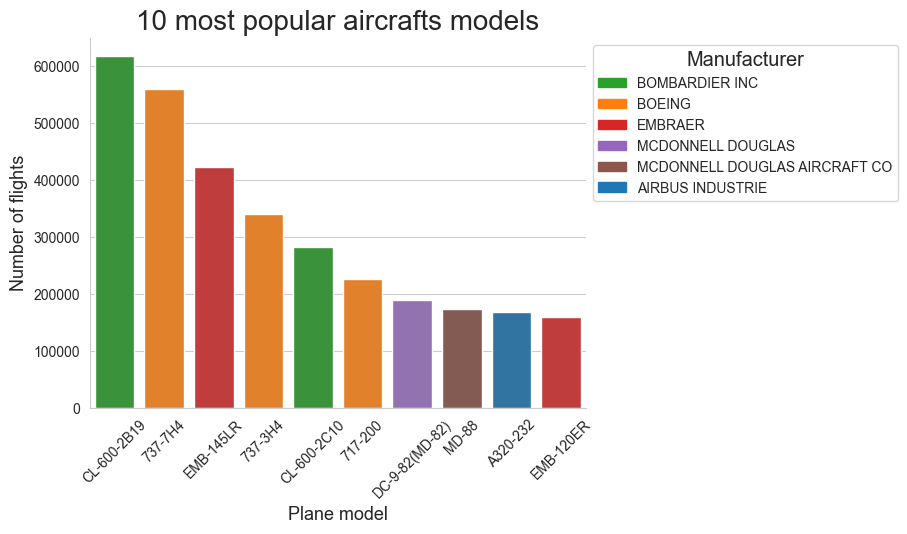 10 most popular aircrafts models
Number of flights
600000
500000
400000
300000
200000
100000
0
CL-600-2B19
737-7H4
EMB-145LR
737-3H4
CL-600-2C10
717-200
DC-9-82(MD-82)
MD-88
A320-232
EMB-120ER
Plane model
Manufacturer
BOMBARDIER INC
BOEING
EMBRAER
MCDONNELL DOUGLAS
MCDONNELL DOUGLAS AIRCRAFT CO
AIRBUS INDUSTRIE